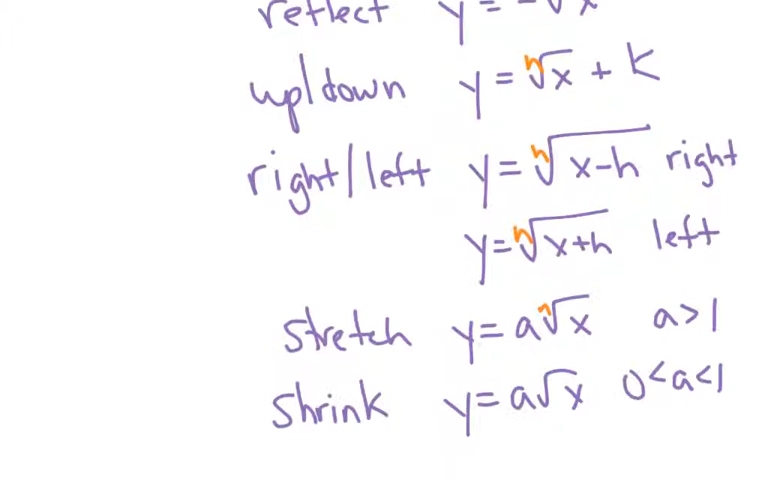 reflect y = -√x
up/down y = ⁿ√x + K
right/left y = ⁿ√x-h right
y = ⁿ√x+h left
Stretch y = aⁿ√x a > 1
Shrink y = a√x 0 < a < 1